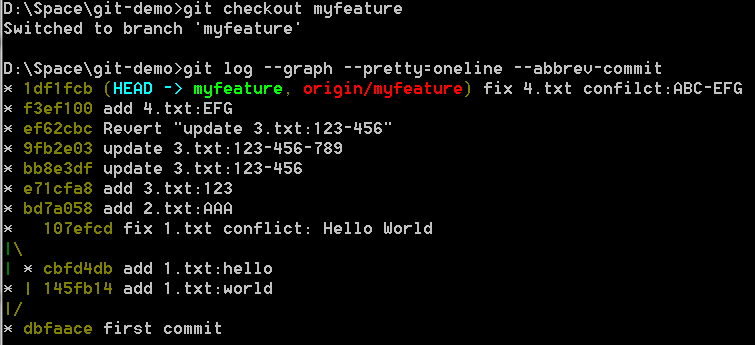 D:\Space\git-demo>git checkout myfeature
Switched to branch 'myfeature'
D:\Space\git-demo>git log --graph --pretty=oneline --abbrev-commit
* 1df1fcb (HEAD -> myfeature, origin/myfeature) fix 4.txt confilct:ABC-EFG
* f3ef100 add 4.txt:EFG
* ef62cbc Revert "update 3.txt:123-456"
* 9fb2e03 update 3.txt:123-456-789
* bb8e3df update 3.txt:123-456
* e71cfa8 add 3.txt:123
* bd7a058 add 2.txt:AAA
*   107efcd fix 1.txt conflict: Hello World
|\
| * cbfd4db add 1.txt:hello
* | 145fb14 add 1.txt:world
|/
* dbfaace first commit